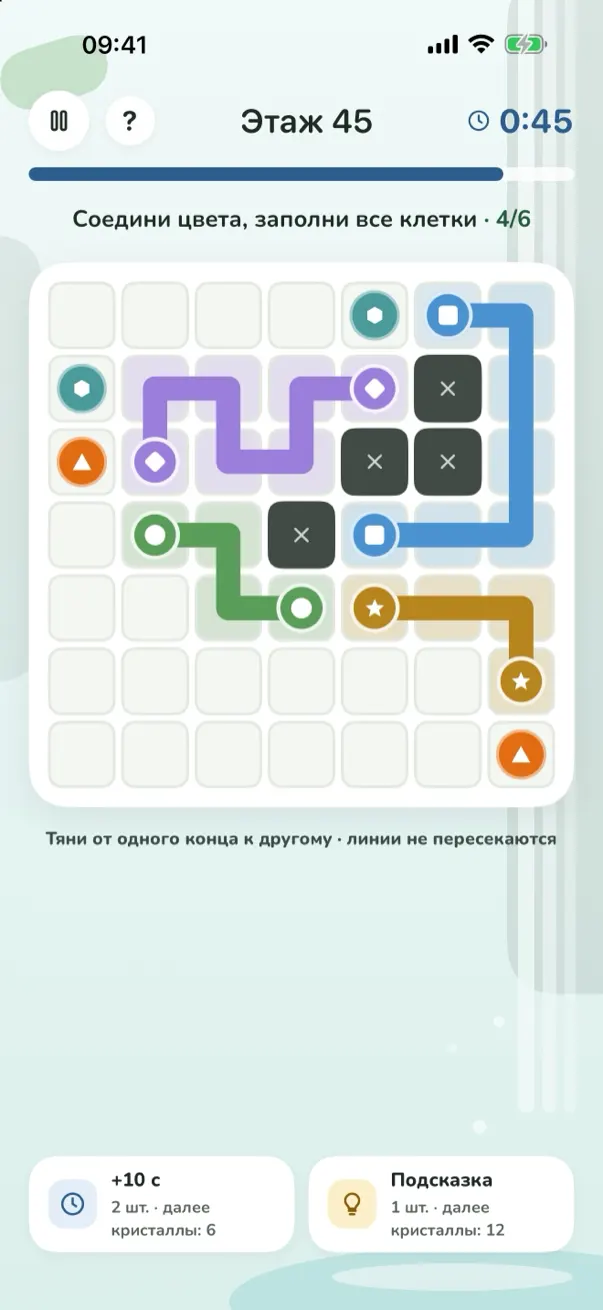 09:41
?
Этаж 45
0:45
Соедини цвета, заполни все клетки · 4/6
Тяни от одного конца к другому · линии не пересекаются
+10 с
2 шт. · далее
кристаллы: 6
Подсказка
1 шт. · далее
кристаллы: 12